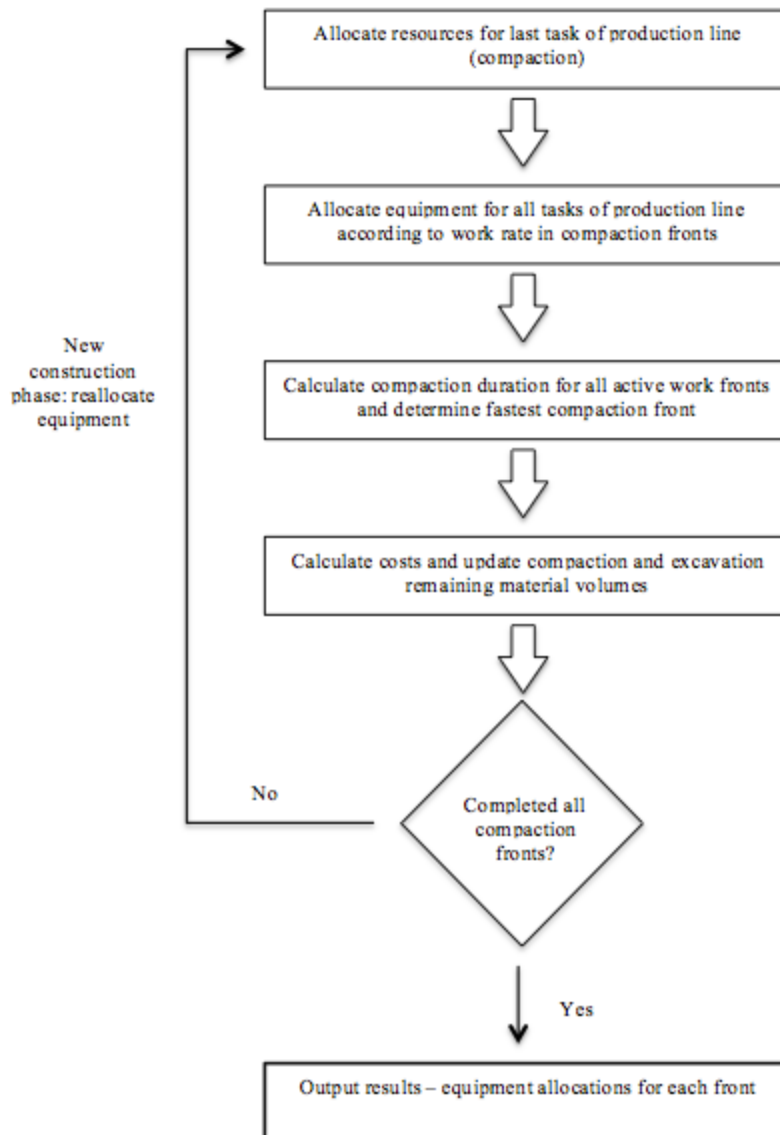 Allocate resources for last task of production line
(compaction)
Allocate equipment for all tasks of production line
according to work rate in compaction fronts
New
construction
phase: reallocate
equipment
Calculate compaction duration for all active work fronts
and determine fastest compaction front
Calculate costs and update compaction and excavation
remaining material volumes
No
Completed all
compaction
fronts?
Yes
Output results – equipment allocations for each front